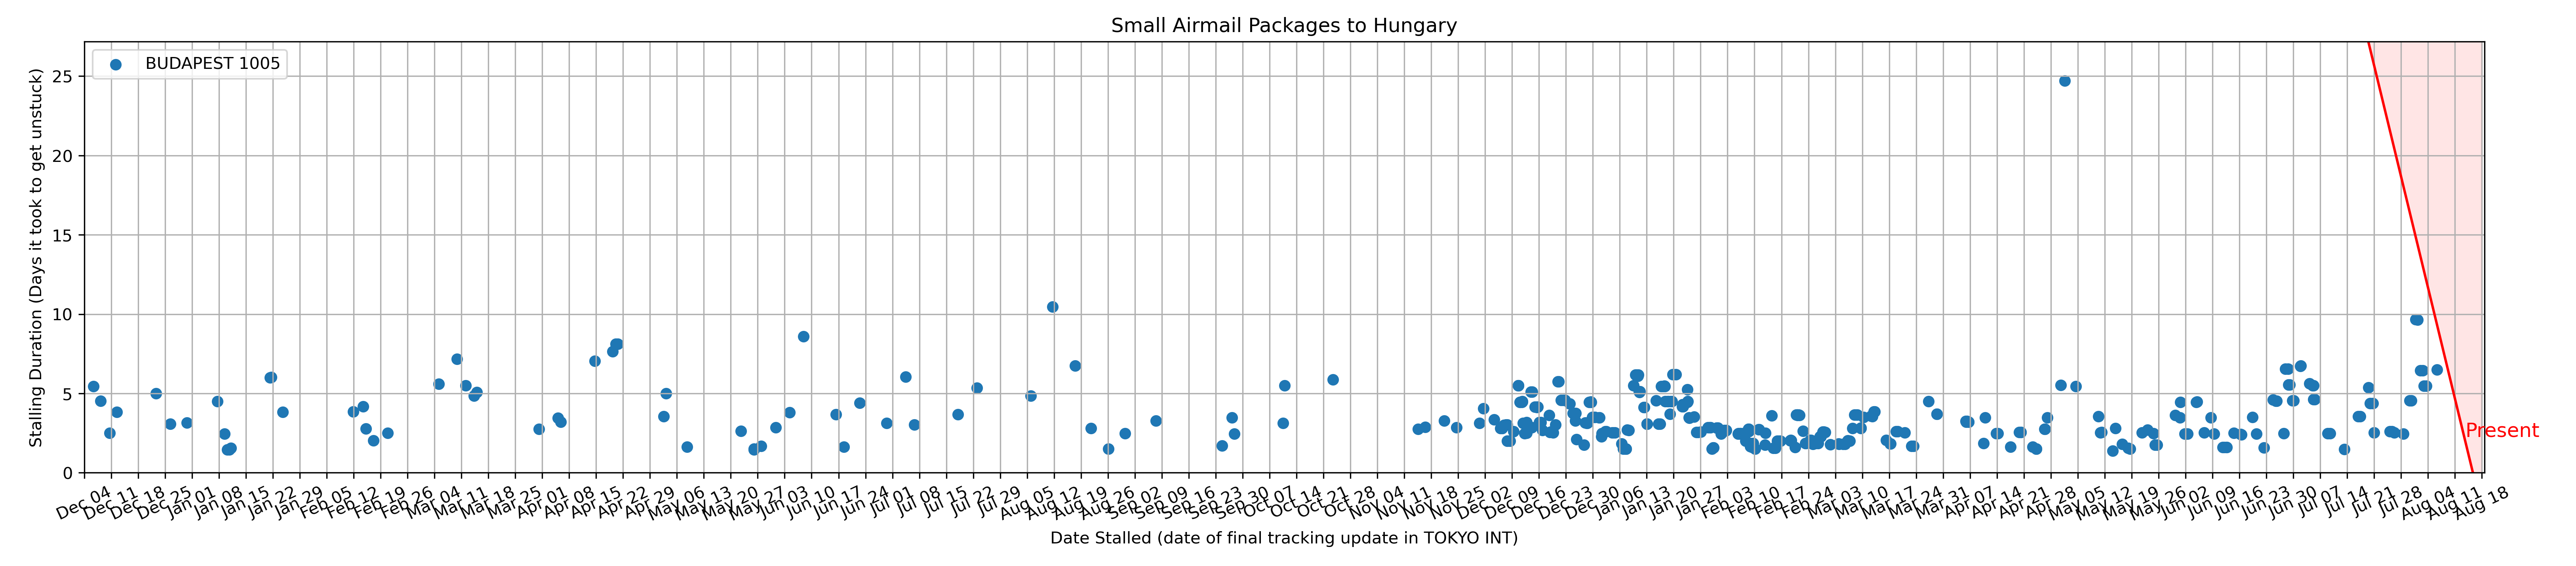 Small Airmail Packages to Hungary
BUDAPEST 1005
Stalling Duration (Days it took to get unstuck)
25
20
15
10
5
0
Present
Dec 04
Dec 11
Dec 18
Dec 25
Jan 01
Jan 08
Jan 15
Jan 22
Jan 29
Feb 05
Feb 12
Feb 19
Feb 26
Mar 04
Mar 11
Mar 18
Mar 25
Apr 01
Apr 08
Apr 15
Apr 22
Apr 29
May 06
May 13
May 20
May 27
Jun 03
Jun 10
Jun 17
Jun 24
Jul 01
Jul 08
Jul 15
Jul 22
Jul 29
Aug 05
Aug 12
Aug 19
Aug 26
Sep 02
Sep 09
Sep 16
Sep 23
Sep 30
Oct 07
Oct 14
Oct 21
Oct 28
Nov 04
Nov 11
Nov 18
Nov 25
Dec 02
Dec 09
Dec 16
Dec 23
Dec 30
Jan 06
Jan 13
Jan 20
Jan 27
Feb 03
Feb 10
Feb 17
Feb 24
Mar 03
Mar 10
Mar 17
Mar 24
Mar 31
Apr 07
Apr 14
Apr 21
Apr 28
May 05
May 12
May 19
May 26
Jun 02
Jun 09
Jun 16
Jun 23
Jun 30
Jul 07
Jul 14
Jul 21
Jul 28
Aug 04
Aug 11
Aug 18
Date Stalled (date of final tracking update in TOKYO INT)